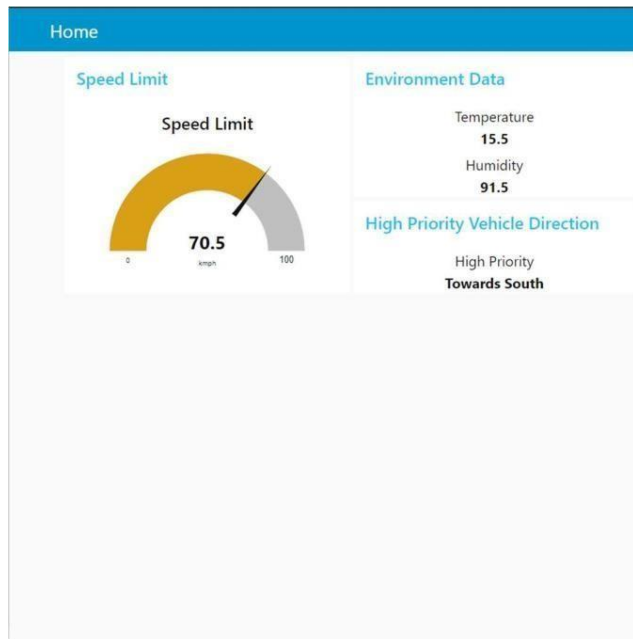 Home
Speed Limit
Speed Limit
70.5
kmph
0
100
Environment Data
Temperature
15.5
Humidity
91.5
High Priority Vehicle Direction
High Priority
Towards South